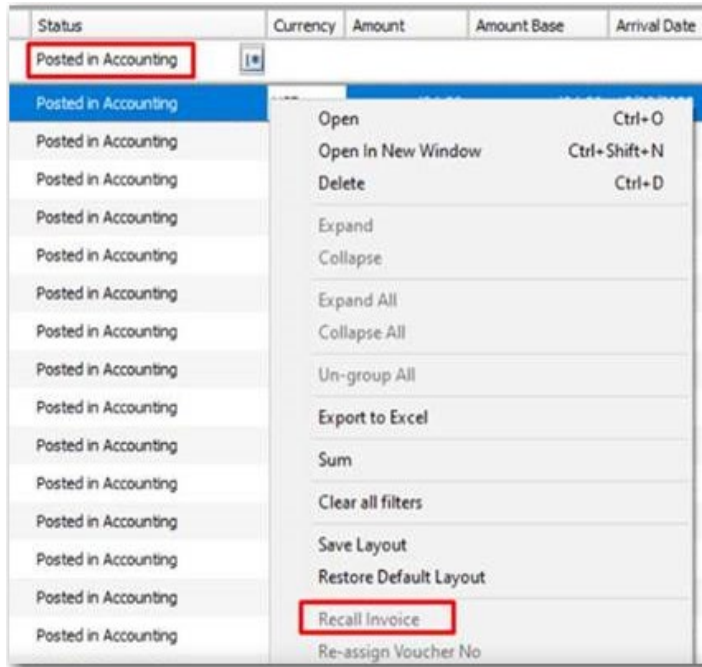 Status Currency Amount Amount Base Arrival Date
Posted in Accounting
Posted in Accounting
Open Ctrl+O
Posted in Accounting
Open In New Window Ctrl+Shift+N
Posted in Accounting
Delete Ctrl+D
Posted in Accounting
Expand
Posted in Accounting
Collapse
Posted in Accounting
Expand All
Posted in Accounting
Collapse All
Posted in Accounting
Un-group All
Posted in Accounting
Export to Excel
Posted in Accounting
Sum
Posted in Accounting
Clear all filters
Posted in Accounting
Save Layout
Posted in Accounting
Restore Default Layout
Posted in Accounting
Recall Invoice
Posted in Accounting
Re-assign Voucher No